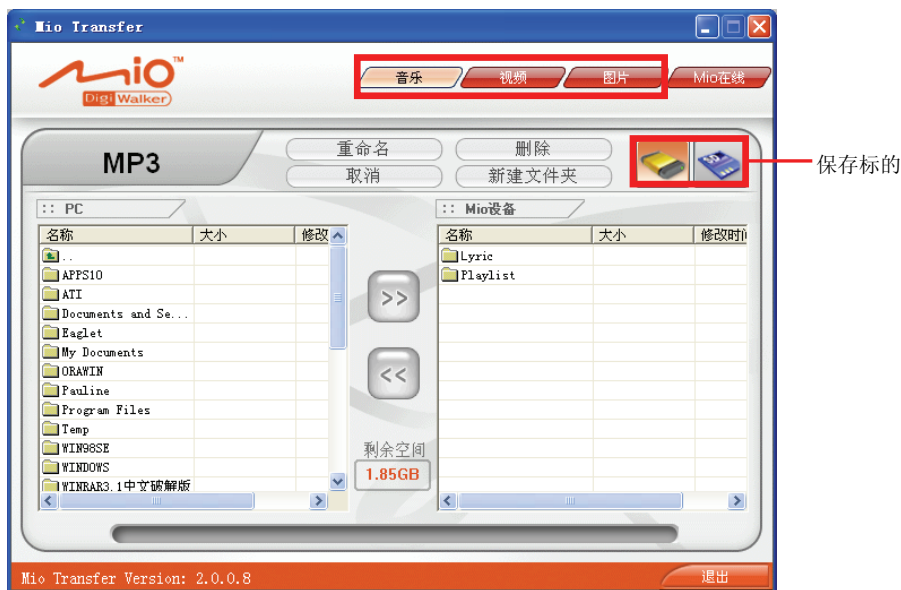 Mio Transfer
mio™
DigiWalker
音乐
视频
图片
Mio在线
MP3
重命名
删除
取消
新建文件夹
SD
保存标的
:: PC
:: Mio设备
名称 大小 修改
名称 大小 修改时间
..
APPS10
ATI
Documents and Se...
Eaglet
My Documents
ORAWIN
Pauline
Program Files
Temp
WIN98SE
WINDOWS
WINRAR3.1中文破解版
Lyric
Playlist
>>
<<
剩余空间
1.85GB
Mio Transfer Version: 2.0.0.8
退出